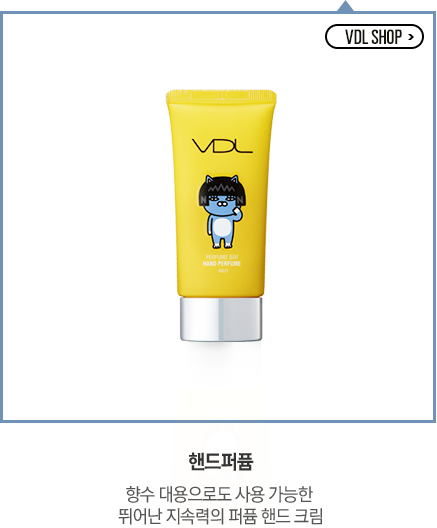 VDL SHOP >
VDL
PERFUME DIP
HAND PERFUME
핸드퍼퓸
향수 대용으로도 사용 가능한
뛰어난 지속력의 퍼퓸 핸드 크림